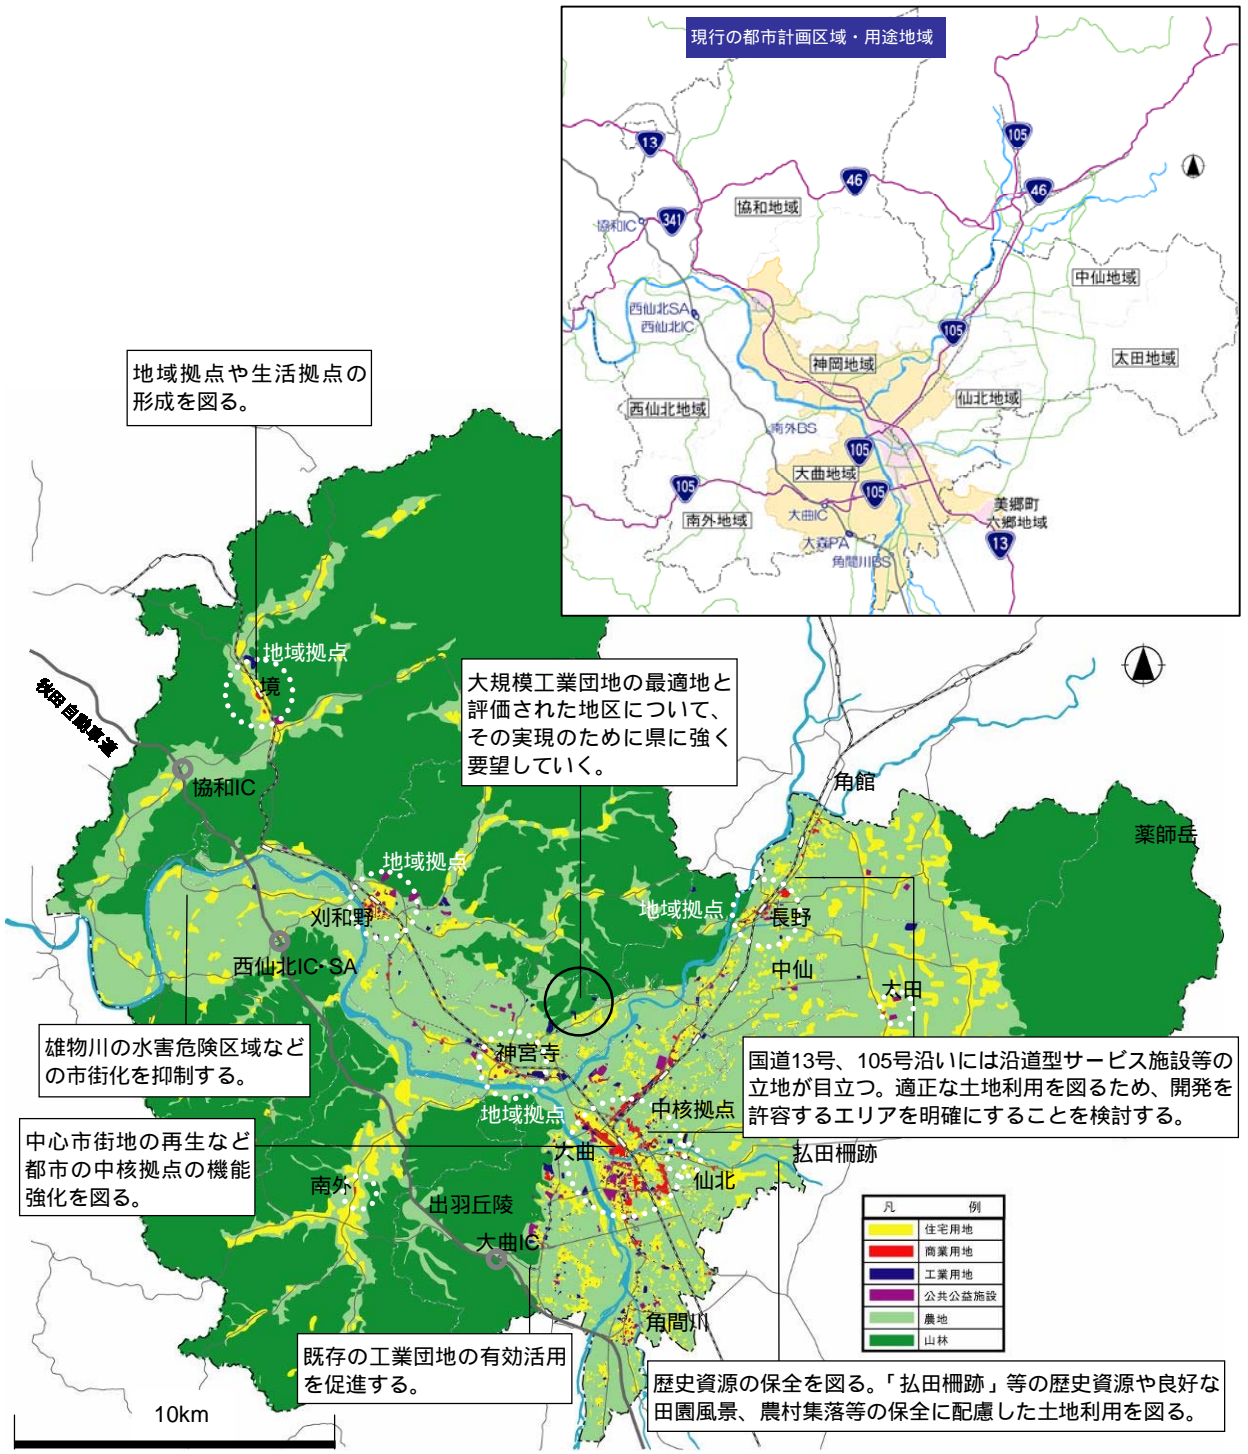 現行の都市計画区域・用途地域
13
105
46
46
341
協和地域
協和IC
中仙地域
西仙北SA
西仙北IC
105
神岡地域
太田地域
西仙北地域
仙北地域
南外BS
105
大曲地域
105
105
南外地域
大曲IC
美郷町
六郷地域
大森PA
13
角間川BS
地域拠点や生活拠点の
形成を図る。
地域拠点
境
秋田自動車道
協和IC
大規模工業団地の最適地と
評価された地区について、
その実現のために県に強く
要望していく。
角館
薬師岳
地域拠点
刈和野
地域拠点
長野
西仙北IC・SA
中仙
太田
雄物川の水害危険区域など
の市街化を抑制する。
神宮寺
国道13号、105号沿いには沿道型サービス施設等の
立地が目立つ。適正な土地利用を図るため、開発を
許容するエリアを明確にすることを検討する。
地域拠点
中核拠点
中心市街地の再生など
都市の中核拠点の機能
強化を図る。
大曲
払田柵跡
仙北
南外
出羽丘陵
大曲IC
凡例
住宅用地
商業用地
工業用地
公共公益施設
農地
山林
角間川
既存の工業団地の有効活用
を促進する。
歴史資源の保全を図る。「払田柵跡」等の歴史資源や良好な
田園風景、農村集落等の保全に配慮した土地利用を図る。
10km